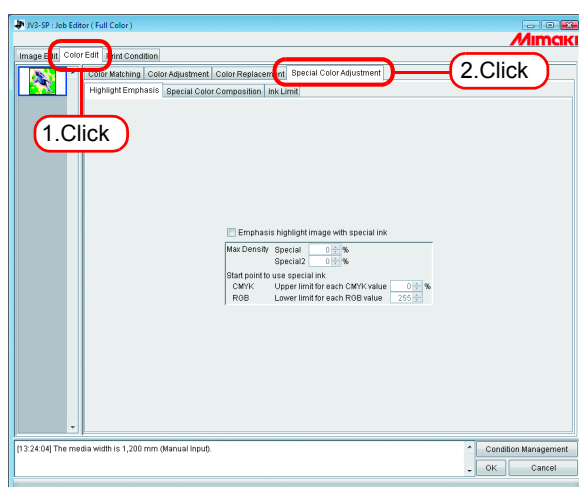 JV3-SP : Job Editor ( Full Color )
Mimaki
Image Edit Color Edit Print Condition
Color Matching Color Adjustment Color Replacement Special Color Adjustment
2.Click
Highlight Emphasis Special Color Composition Ink Limit
1.Click
Emphasis highlight image with special ink
Max Density Special 0 %
Special2 0 %
Start point to use special ink
CMYK Upper limit for each CMYK value 0 %
RGB Lower limit for each RGB value 255
[13:24:04] The media width is 1,200 mm (Manual Input).
Condition Management
OK Cancel